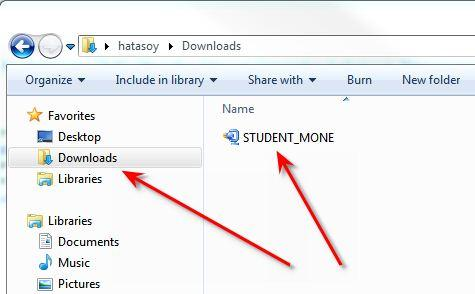 hatasoy Downloads
Organize Include in library Share with Burn New folder
Favorites
Desktop
Downloads
Libraries
Libraries
Documents
Music
Pictures
Name
STUDENT_MONE